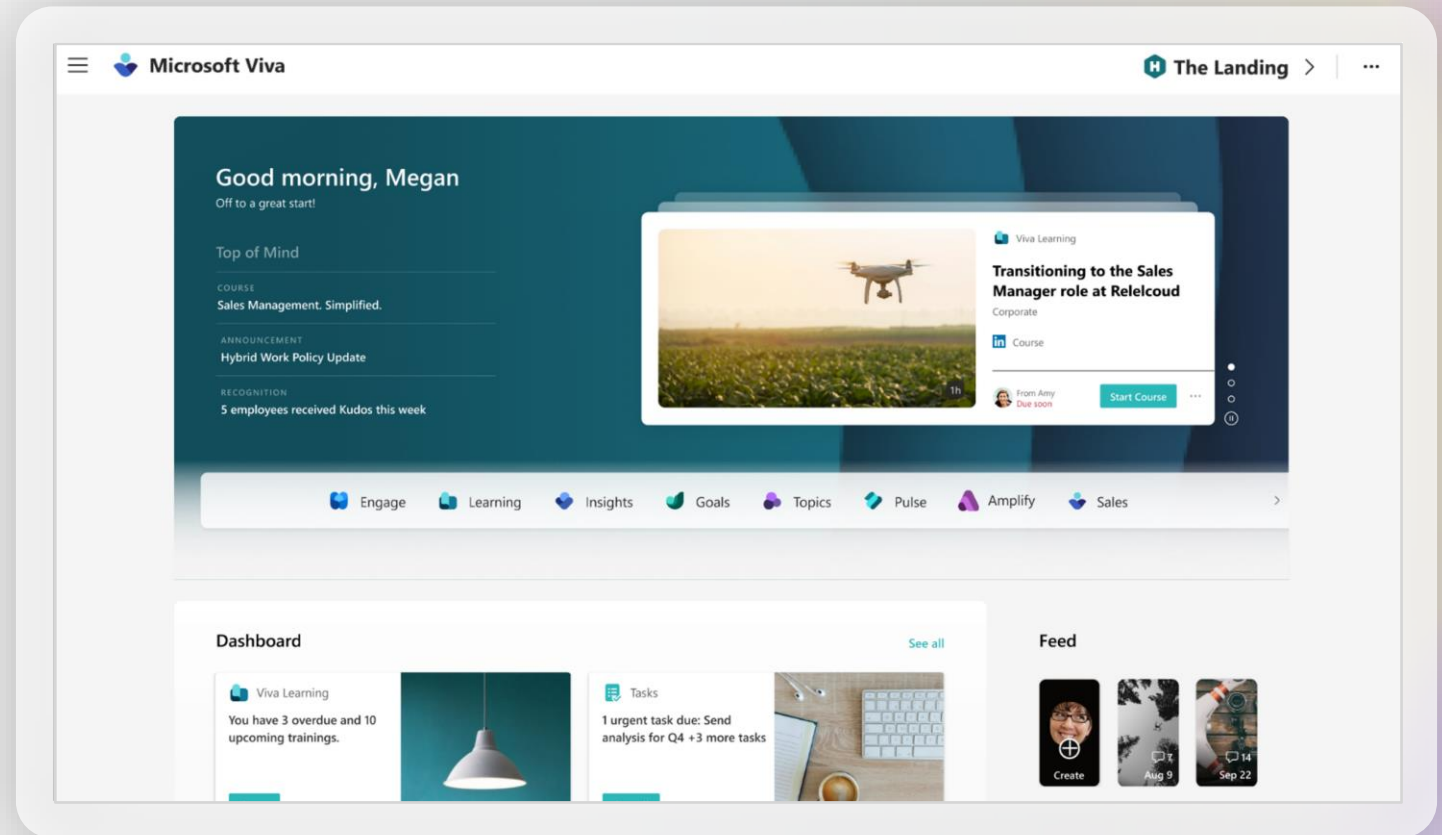 Microsoft Viva
The Landing
Good morning, Megan
Off to a great start!
Top of Mind
COURSE
Sales Management. Simplified.
ANNOUNCEMENT
Hybrid Work Policy Update
RECOGNITION
5 employees received Kudos this week
1h
Viva Learning
Transitioning to the Sales
Manager role at Relelcoud
Corporate
in Course
From Amy
Due soon
Start Course
Engage
Learning
Insights
Goals
Topics
Pulse
Amplify
Sales
Dashboard
See all
Viva Learning
You have 3 overdue and 10
upcoming trainings.
Tasks
1 urgent task due: Send
analysis for Q4 +3 more tasks
Feed
Create
7
Aug 9
14
Sep 22